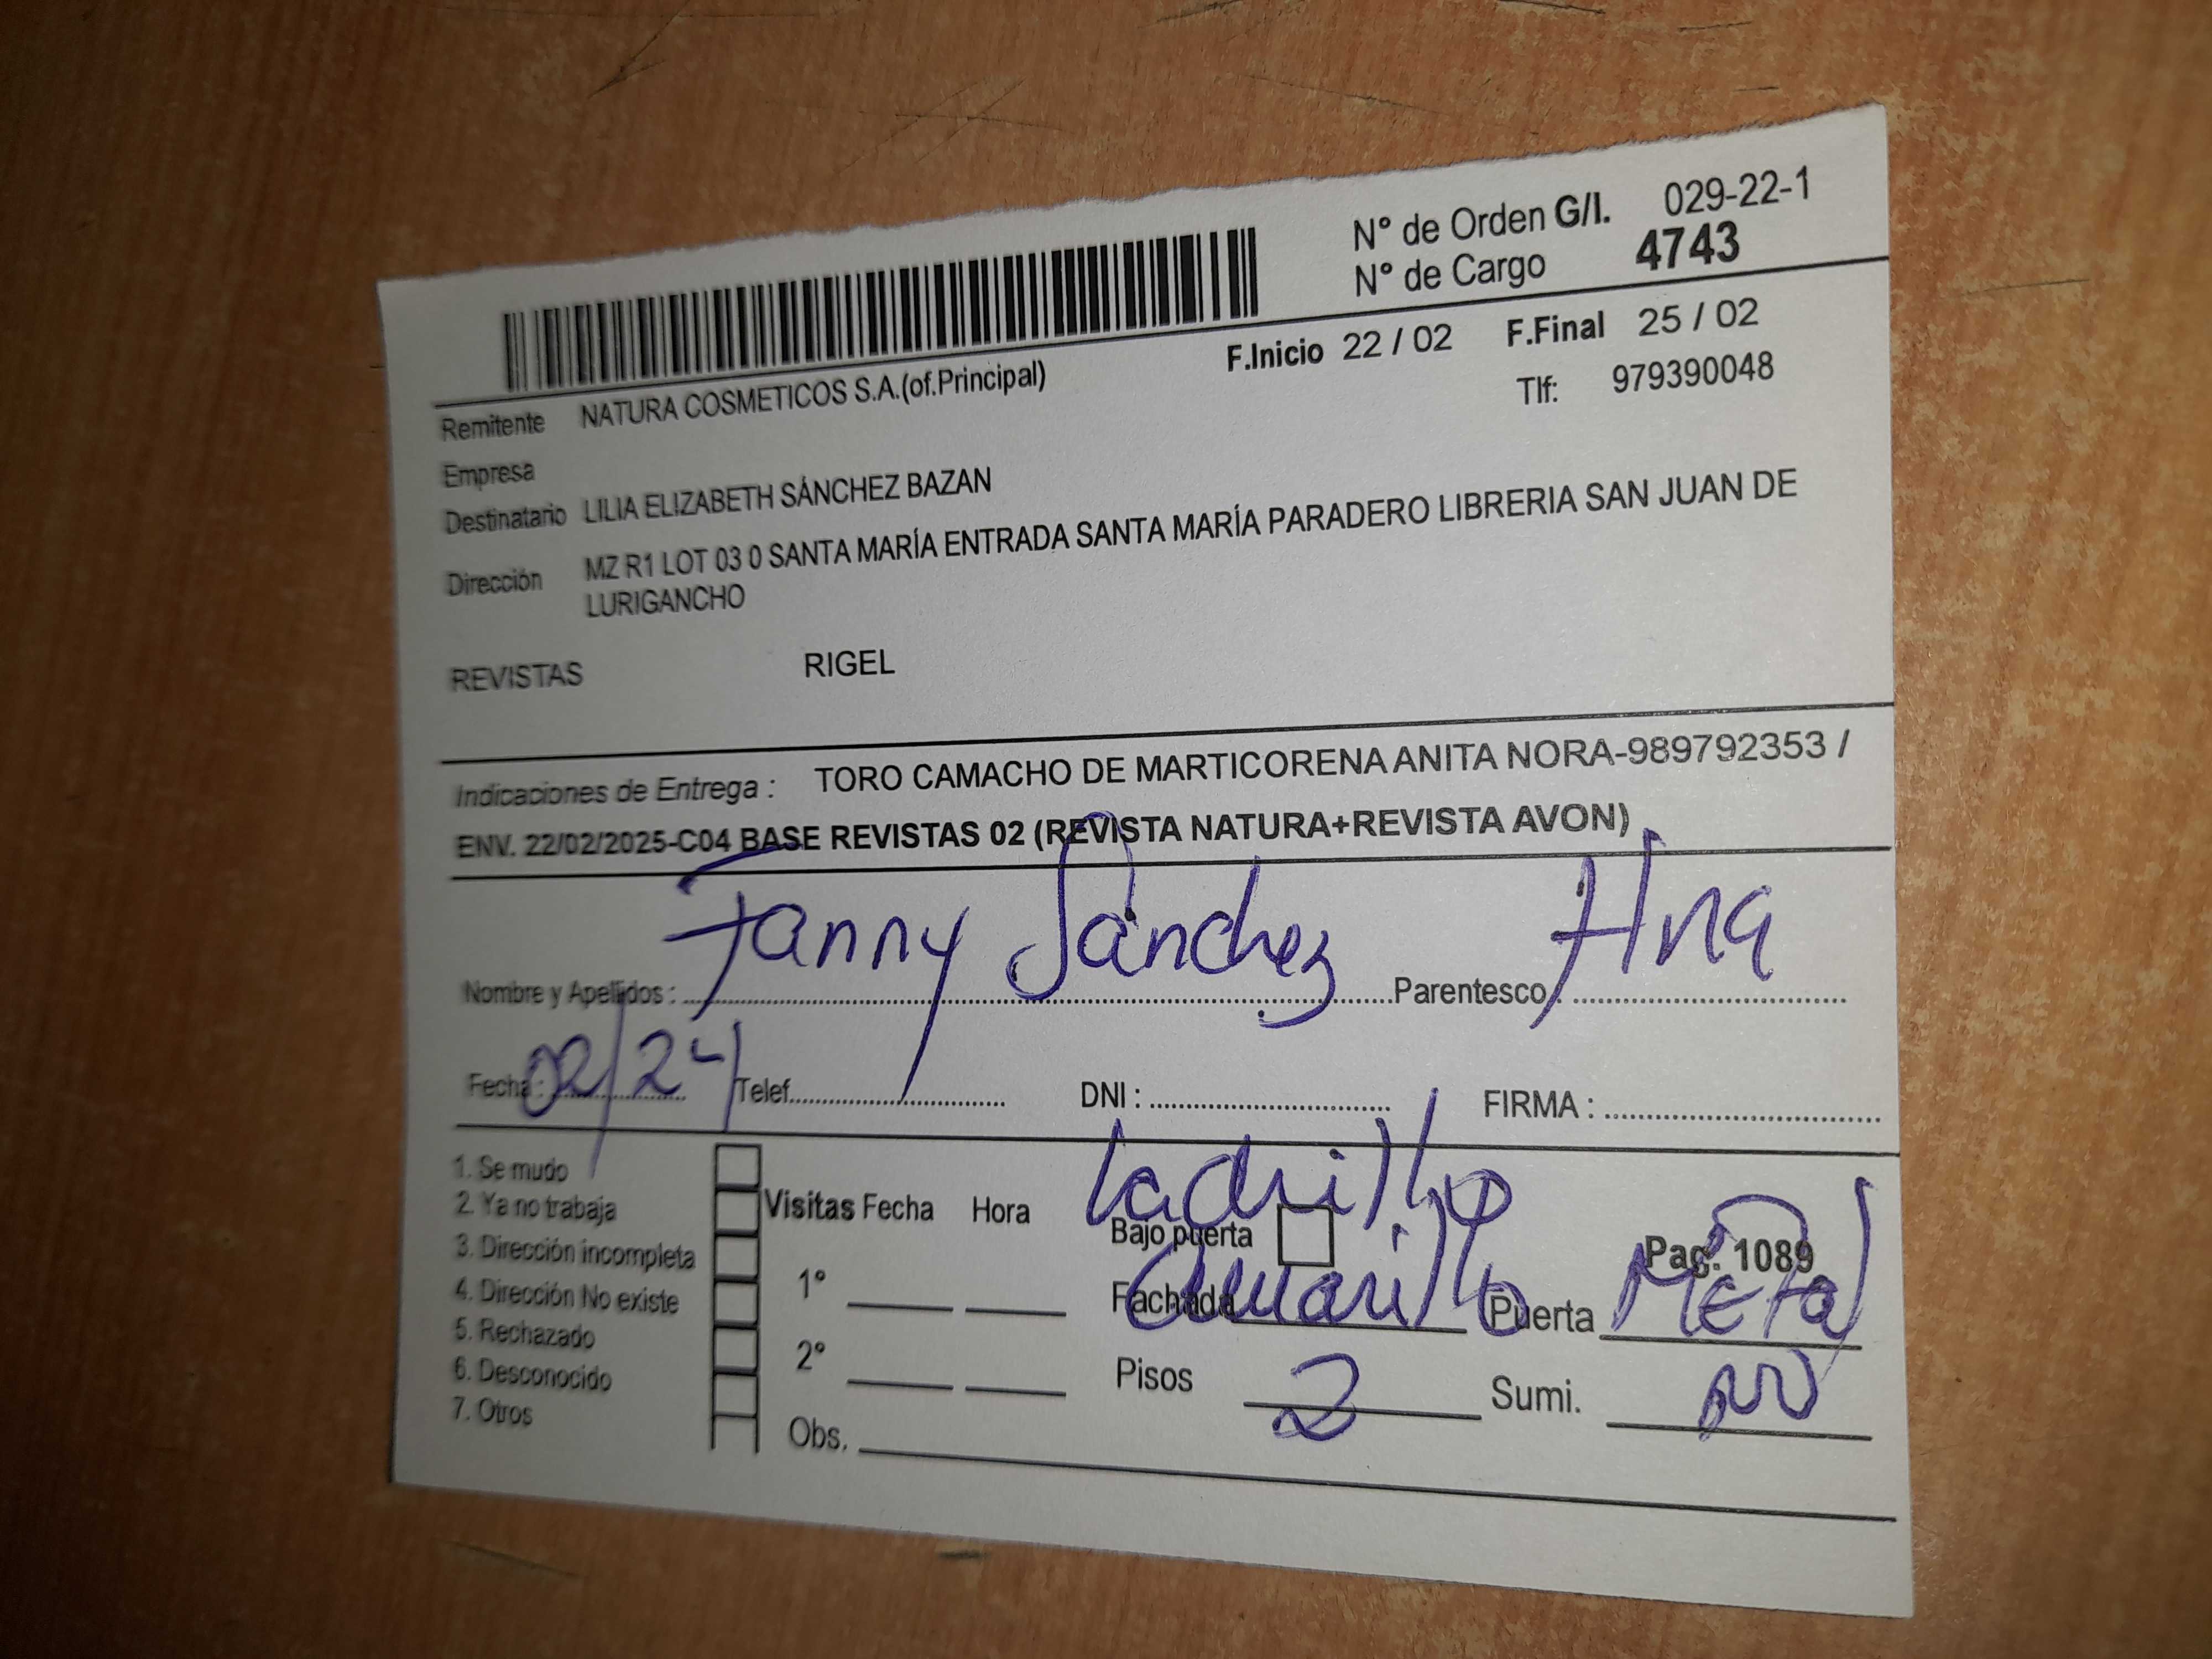 N° de Orden G/I. 029-22-1
N° de Cargo 4743
F.Inicio 22 / 02 F.Final 25 / 02
Remitente NATURA COSMETICOS S.A.(of.Principal) Tlf: 979390048
Empresa
Destinatario LILIA ELIZABETH SÁNCHEZ BAZAN
Dirección MZ R1 LOT 03 0 SANTA MARÍA ENTRADA SANTA MARÍA PARADERO LIBRERIA SAN JUAN DE
LURIGANCHO
REVISTAS RIGEL
Indicaciones de Entrega : TORO CAMACHO DE MARTICORENA ANITA NORA-989792353 /
ENV. 22/02/2025-C04 BASE REVISTAS 02 (REVISTA NATURA+REVISTA AVON)
Nombre y Apellidos : Fanny Sánchez Parentesco : Hna
Fecha : 02/24/ Telef. DNI : FIRMA :
1. Se mudo
2. Ya no trabaja
3. Dirección incompleta
4. Dirección No existe
5. Rechazado
6. Desconocido
7. Otros
Visitas Fecha Hora
1°
2°
Obs.
ladrillo
Bajo puerta Pag. 1089
Fachada amarillo Puerta Metal
Pisos 2 Sumi.